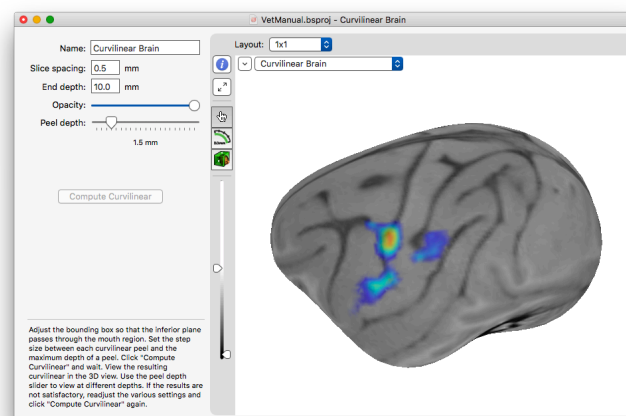 VetManual.bsproj - Curvilinear Brain
Name: Curvilinear Brain
Slice spacing: 0.5 mm
End depth: 10.0 mm
Opacity:
Peel depth:
1.5 mm
Compute Curvilinear
Adjust the bounding box so that the inferior plane
passes through the mouth region. Set the step
size between each curvilinear peel and the
maximum depth of a peel. Click "Compute
Curvilinear" and wait. View the resulting
curvilinear in the 3D view. Use the peel depth
slider to view at different depths. If the results are
not satisfactory, readjust the various settings and
click "Compute Curvilinear" again.
Layout: 1x1
Curvilinear Brain